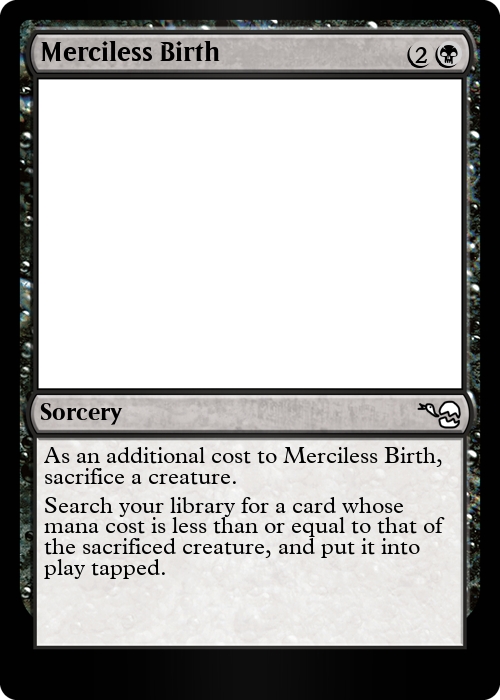 Merciless Birth 2
Sorcery
As an additional cost to Merciless Birth,
sacrifice a creature.
Search your library for a card whose
mana cost is less than or equal to that of
the sacrificed creature, and put it into
play tapped.